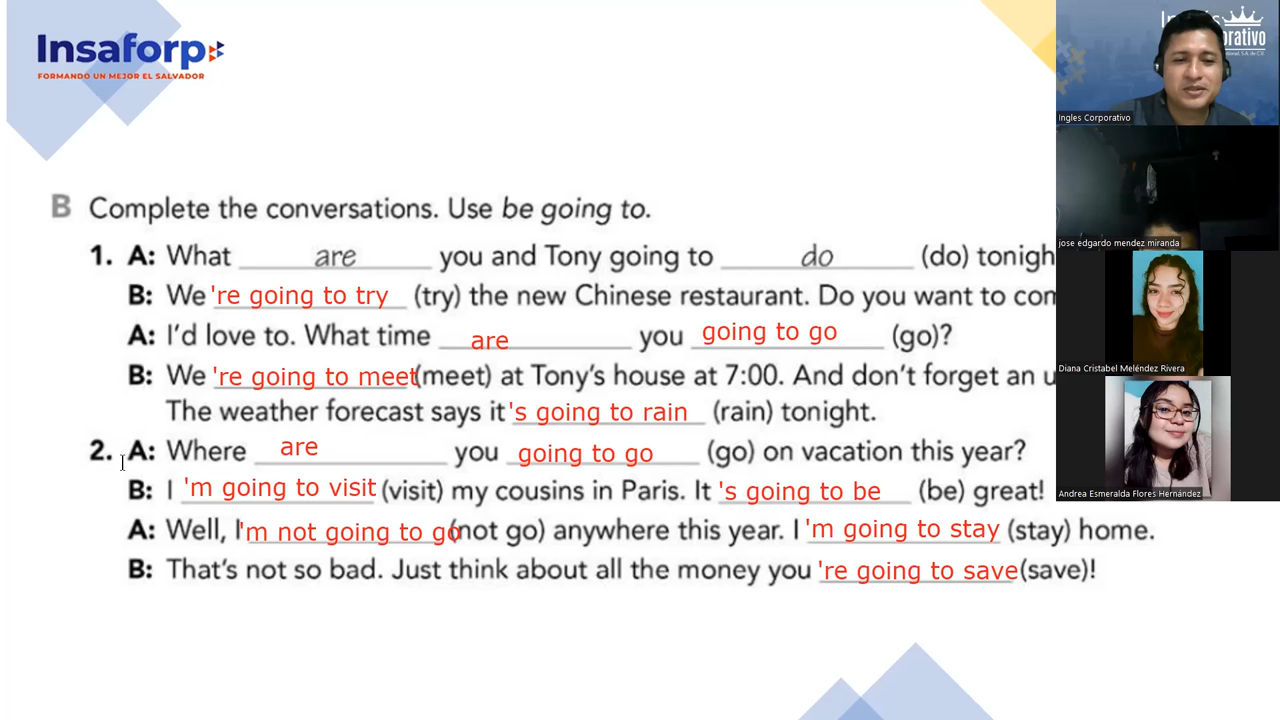 Insaforp
FORMANDO UN MEJOR EL SALVADOR
B Complete the conversations. Use be going to.
1. A: What are you and Tony going to do (do) tonigh
B: We 're going to try (try) the new Chinese restaurant. Do you want to com
A: I'd love to. What time are you going to go (go)?
B: We 're going to meet (meet) at Tony's house at 7:00. And don't forget an u
The weather forecast says it 's going to rain (rain) tonight.
2. A: Where are you going to go (go) on vacation this year?
B: I 'm going to visit (visit) my cousins in Paris. It 's going to be (be) great!
A: Well, I 'm not going to go (not go) anywhere this year. I 'm going to stay (stay) home.
B: That's not so bad. Just think about all the money you 're going to save (save)!
Ingles Corporativo
jose edgardo mendez miranda
Diana Cristabel Meléndez Rivera
Andrea Esmeralda Flores Hernández